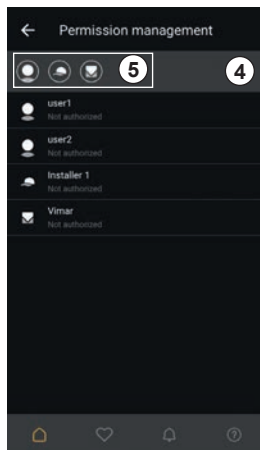 Permission management
5
4
user1
Not authorized
user2
Not authorized
Installer 1
Not authorized
Vimar
Not authorized